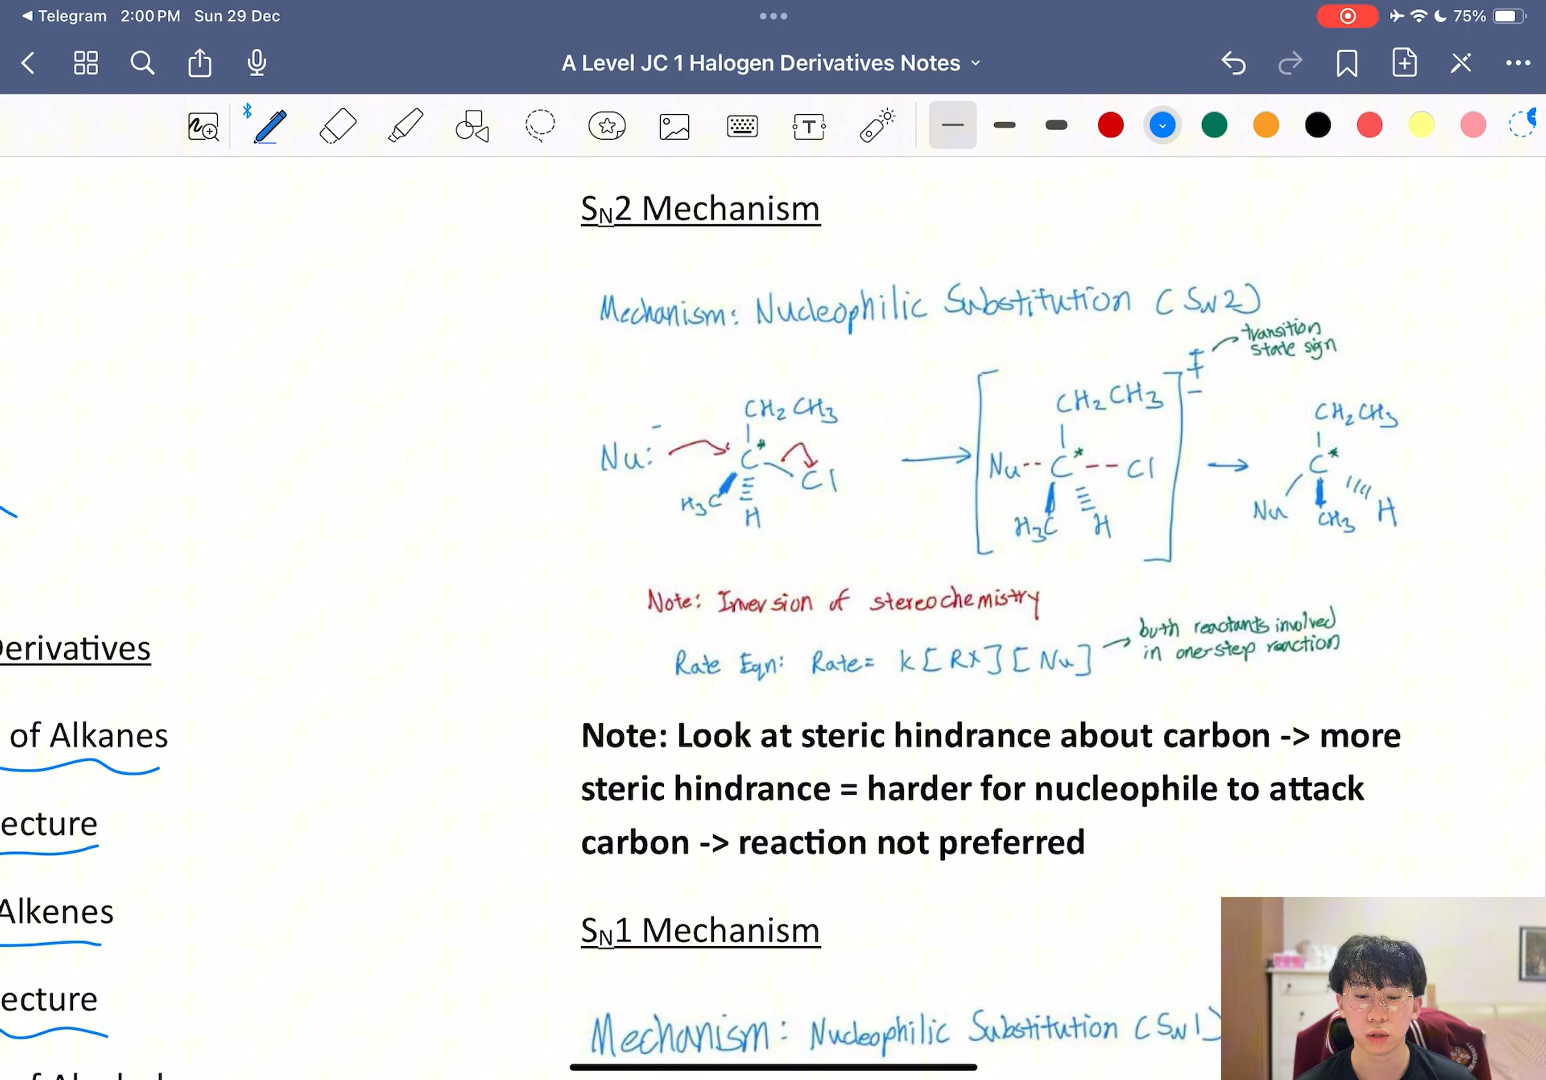 Telegram 2:00 PM Sun 29 Dec
75%
A Level JC 1 Halogen Derivatives Notes
T
SN2 Mechanism
Mechanism: Nucleophilic Substitution (SN2)
transition
state sign
‡
CH2CH3
Nu:⁻
C*
Cl
H3C
H
CH2CH3
Nu--C*--Cl
H3C
H
CH2CH3
C*
Nu
CH3
H
Note: Inversion of stereochemistry
both reactants involved
in one-step reaction
Rate Eqn: Rate= k[RX][Nu]
Note: Look at steric hindrance about carbon -> more
steric hindrance = harder for nucleophile to attack
carbon -> reaction not preferred
SN1 Mechanism
Mechanism: Nucleophilic Substitution (SN1)
Derivatives
of Alkanes
ecture
Alkenes
ecture